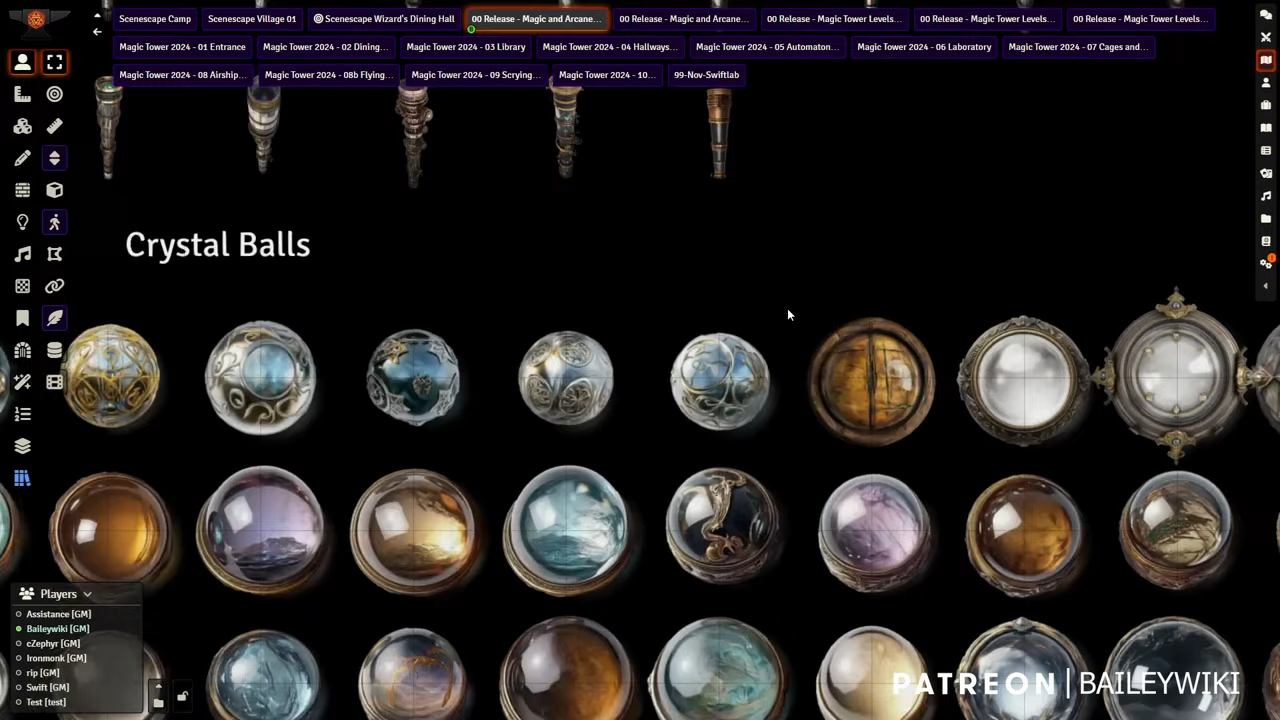 Scenescape Camp
Scenescape Village 01
Scenescape Wizard's Dining Hall
00 Release - Magic and Arcane...
00 Release - Magic and Arcane...
00 Release - Magic Tower Levels...
00 Release - Magic Tower Levels...
00 Release - Magic Tower Levels...
Magic Tower 2024 - 01 Entrance
Magic Tower 2024 - 02 Dining...
Magic Tower 2024 - 03 Library
Magic Tower 2024 - 04 Hallways...
Magic Tower 2024 - 05 Automaton...
Magic Tower 2024 - 06 Laboratory
Magic Tower 2024 - 07 Cages and...
Magic Tower 2024 - 08 Airship...
Magic Tower 2024 - 08b Flying...
Magic Tower 2024 - 09 Scrying...
Magic Tower 2024 - 10...
99-Nov-Swiftlab
Crystal Balls
Players
Assistance [GM]
Baileywiki [GM]
cZephyr [GM]
Ironmonk [GM]
rip [GM]
Swift [GM]
Test [test]
PATREON | BAILEYWIKI